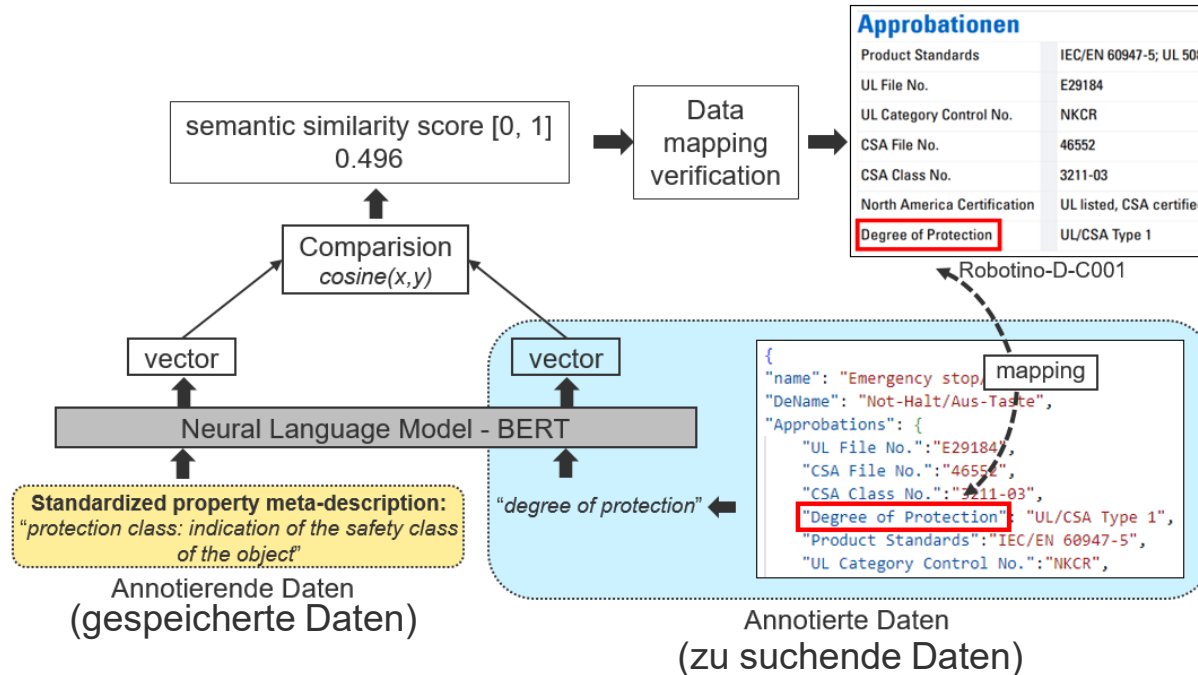 Approbationen
Product Standards IEC/EN 60947-5; UL 508
UL File No. E29184
UL Category Control No. NKCR
CSA File No. 46552
CSA Class No. 3211-03
North America Certification UL listed, CSA certified
Degree of Protection UL/CSA Type 1
Robotino-D-C001
semantic similarity score [0, 1]
0.496
Data
mapping
verification
Comparision
cosine(x,y)
vector
vector
Neural Language Model - BERT
Standardized property meta-description:
“protection class: indication of the safety class
of the object”
Annotierende Daten
(gespeicherte Daten)
“degree of protection”
mapping
{
"name": "Emergency stop/
"DeName": "Not-Halt/Aus-Taste",
"Approbations": {
"UL File No.":"E29184",
"CSA File No.":"46552",
"CSA Class No.":"3211-03",
"Degree of Protection": "UL/CSA Type 1",
"Product Standards":"IEC/EN 60947-5",
"UL Category Control No.":"NKCR",
Annotierte Daten
(zu suchende Daten)